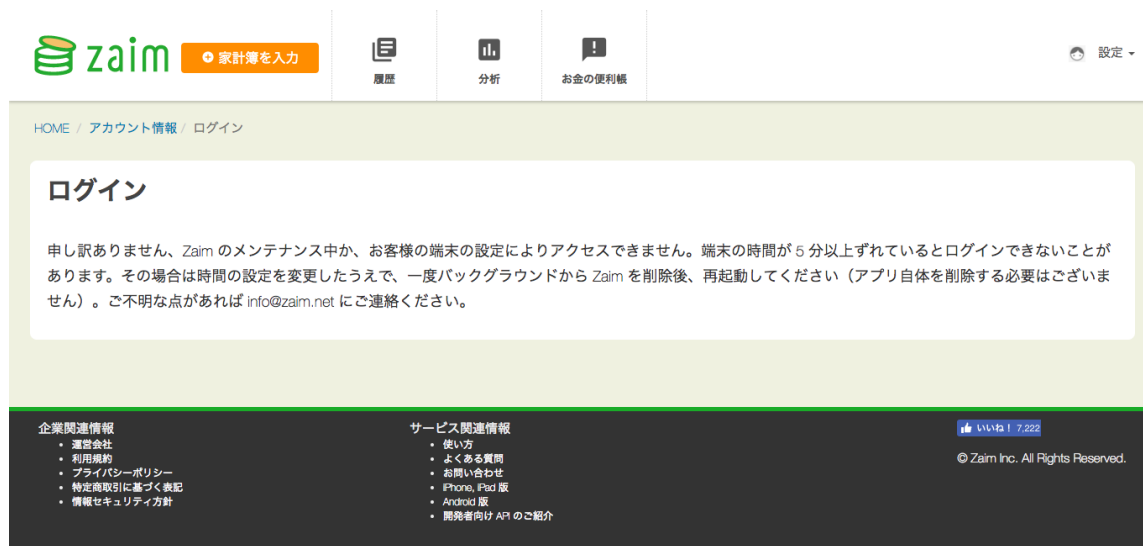 zaim
家計簿を入力
履歴
分析
お金の便利帳
設定
HOME / アカウント情報 / ログイン
ログイン
申し訳ありません、Zaim のメンテナンス中か、お客様の端末の設定によりアクセスできません。端末の時間が 5 分以上ずれているとログインできないことが
あります。その場合は時間の設定を変更したうえで、一度バックグラウンドから Zaim を削除後、再起動してください（アプリ自体を削除する必要はございま
せん）。ご不明な点があれば info@zaim.net にご連絡ください。
企業関連情報
運営会社
利用規約
プライバシーポリシー
特定商取引に基づく表記
情報セキュリティ方針
サービス関連情報
使い方
よくある質問
お問い合わせ
iPhone, iPad 版
Android 版
開発者向け API のご紹介
いいね！ 7,222
© Zaim Inc. All Rights Reserved.